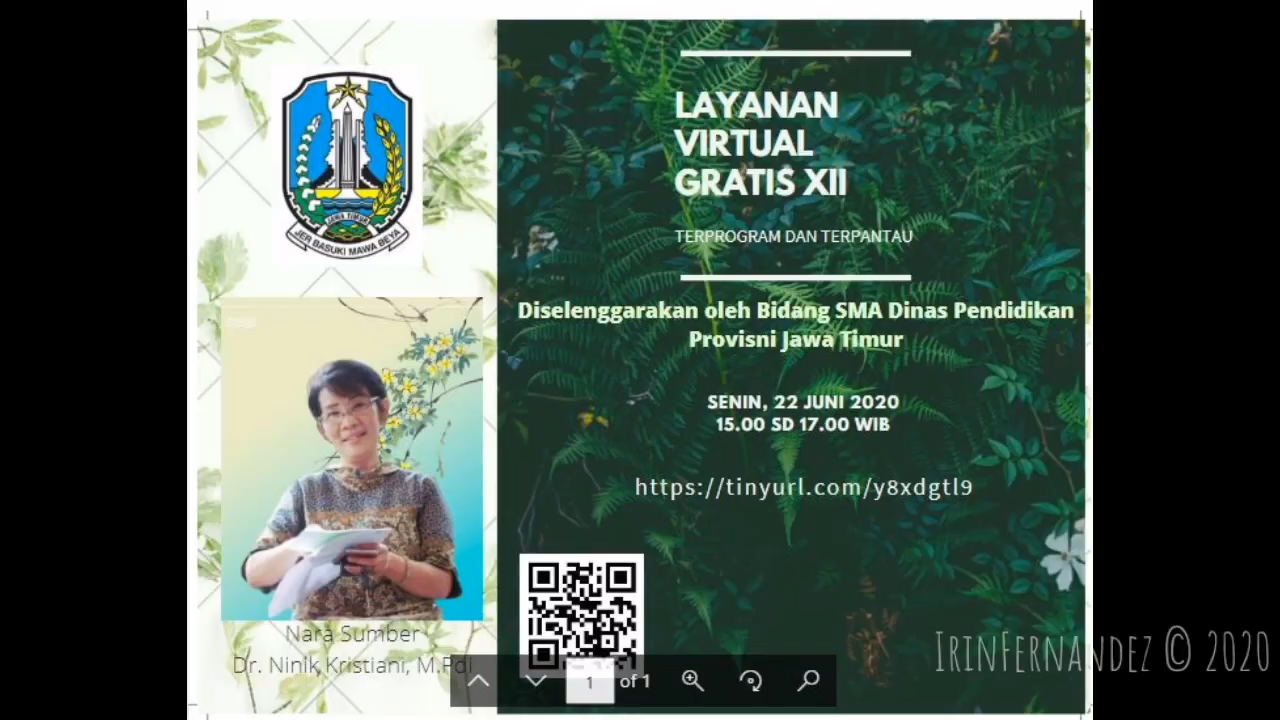 JAWA TIMUR
JER BASUKI MAWA BEYA
Nara Sumber
Dr. Ninik Kristiani, M.Pd
LAYANAN
VIRTUAL
GRATIS XII
TERPROGRAM DAN TERPANTAU
Diselenggarakan oleh Bidang SMA Dinas Pendidikan
Provisni Jawa Timur
SENIN, 22 JUNI 2020
15.00 SD 17.00 WIB
https://tinyurl.com/y8xdgtl9
1 of 1
IrinFernandez © 2020